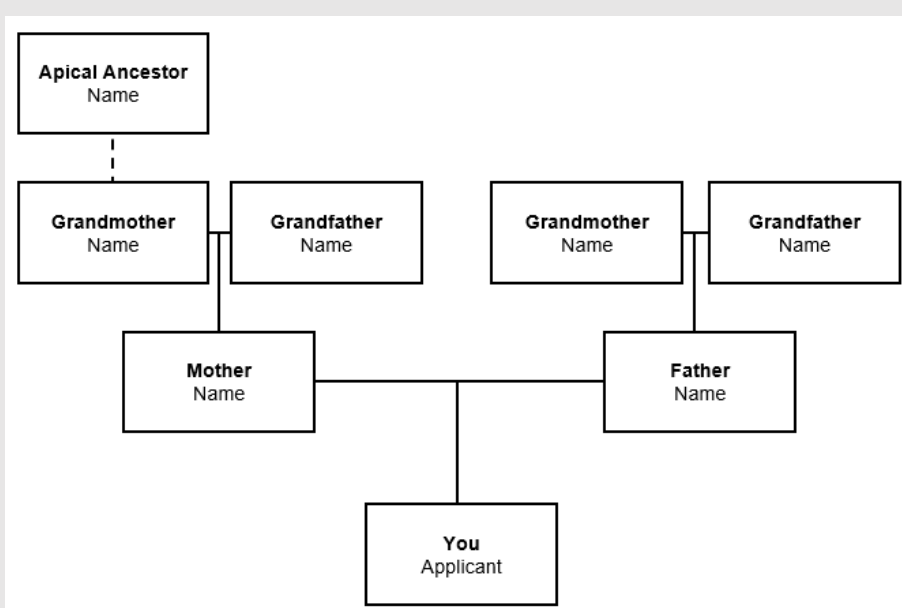 Apical Ancestor
Name
Grandmother
Name
Grandfather
Name
Grandmother
Name
Grandfather
Name
Mother
Name
Father
Name
You
Applicant